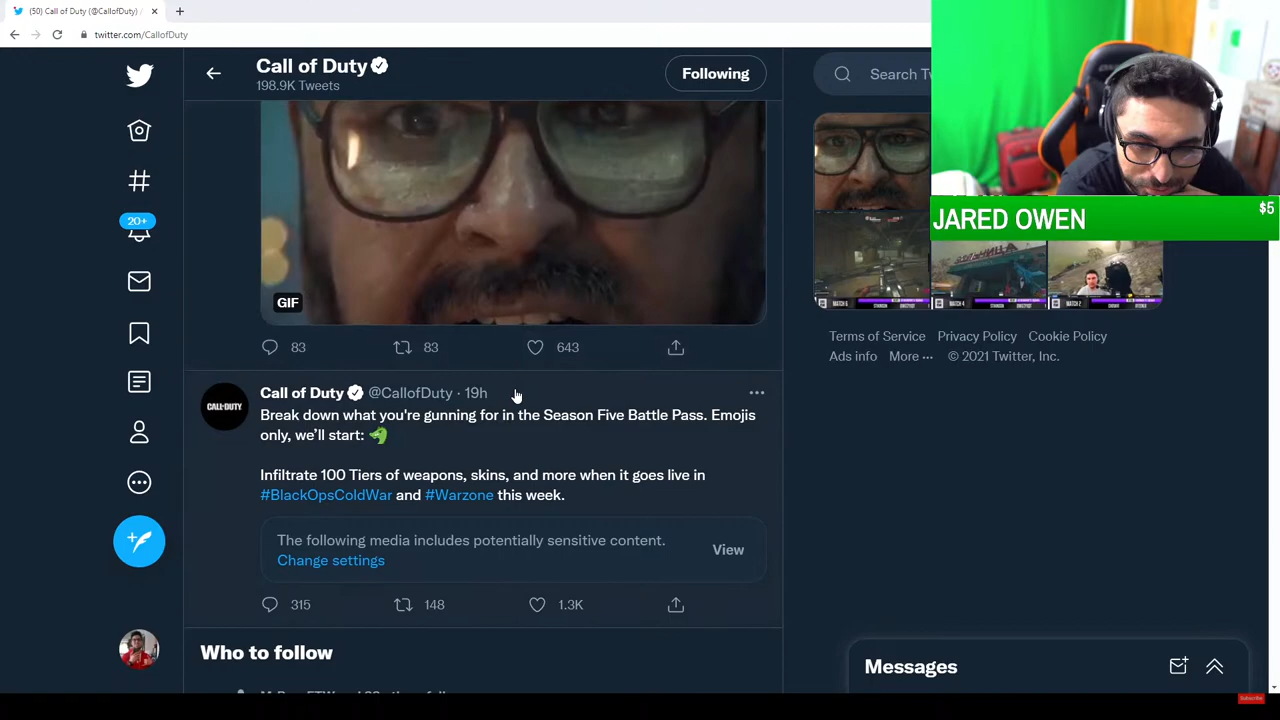 (50) Call of Duty (@CallofDuty) /
twitter.com/CallofDuty
Call of Duty
198.9K Tweets
Following
GIF
83
83
643
20+
CALL·DUTY
Call of Duty @CallofDuty · 19h
Break down what you're gunning for in the Season Five Battle Pass. Emojis
only, we'll start: 🐲
Infiltrate 100 Tiers of weapons, skins, and more when it goes live in
#BlackOpsColdWar and #Warzone this week.
The following media includes potentially sensitive content.
Change settings
View
315
148
1.3K
Who to follow
JARED OWEN
$5
MATCH 4
Terms of Service Privacy Policy Cookie Policy
Ads info More ··· © 2021 Twitter, Inc.
Messages
Subscribe